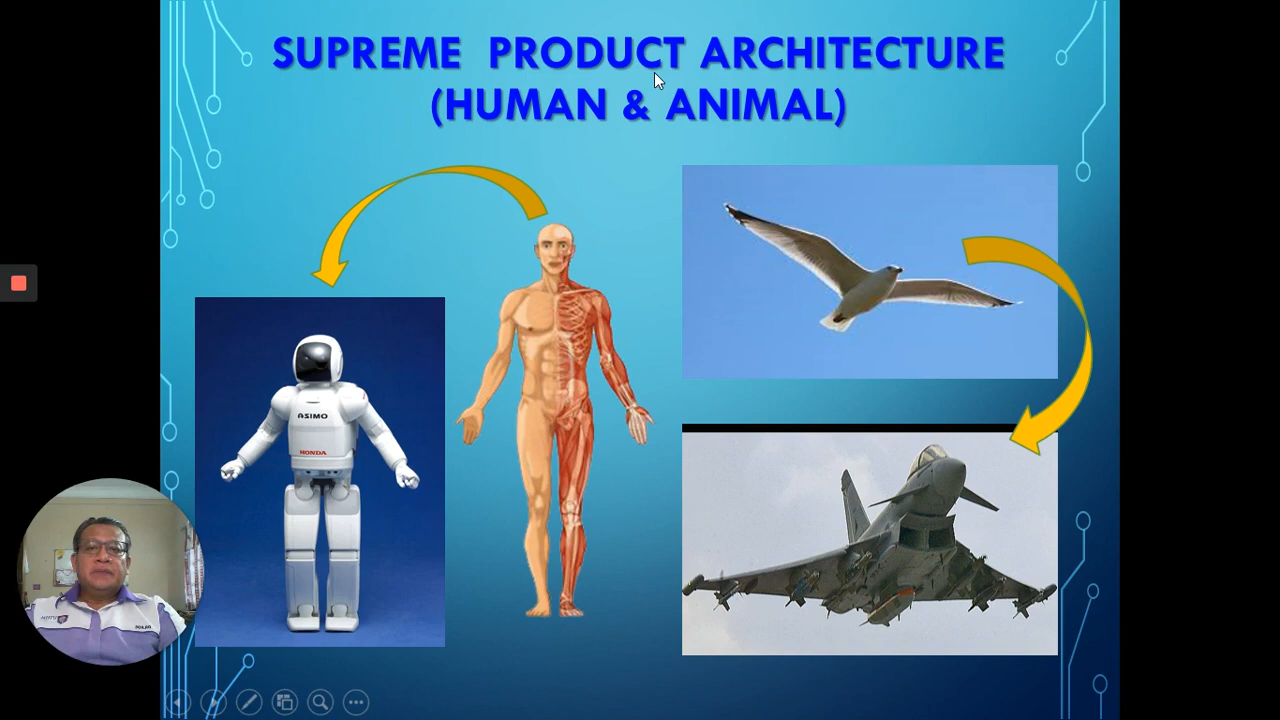 SUPREME PRODUCT ARCHITECTURE
(HUMAN & ANIMAL)
ASIMO
HONDA